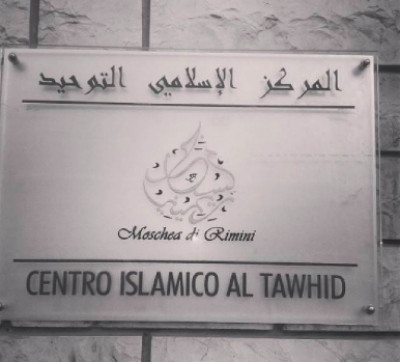 المركز الإسلامي التوحيد
Moschea di Rimini
CENTRO ISLAMICO AL TAWHID